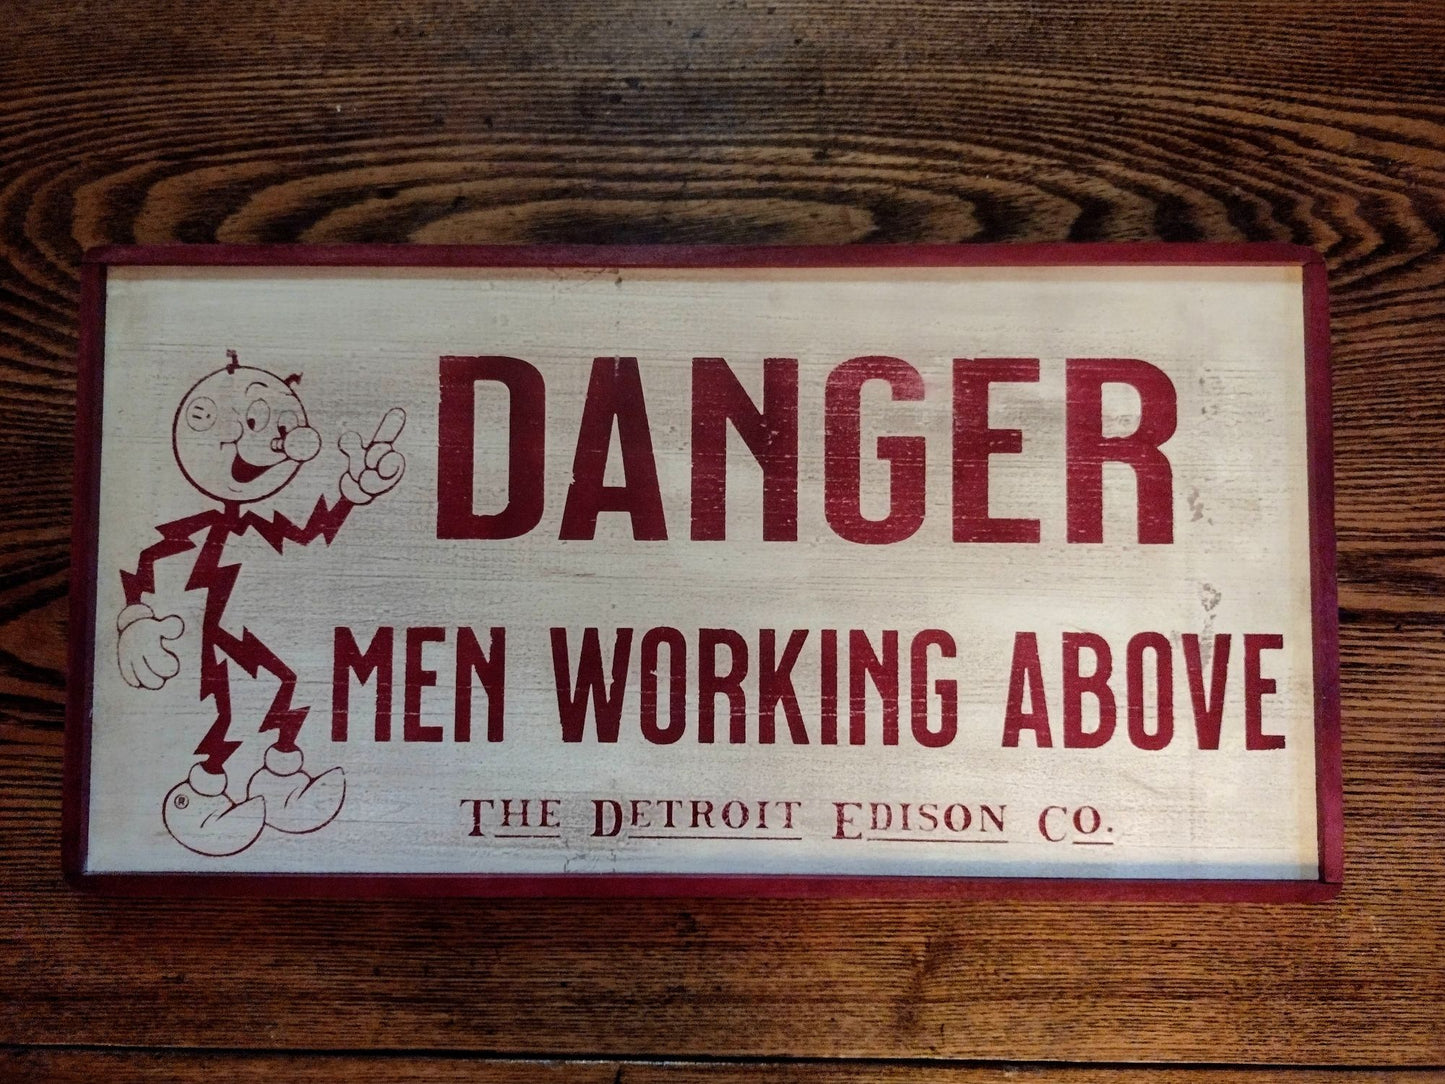 DANGER
MEN WORKING ABOVE
THE DETROIT EDISON CO.
®